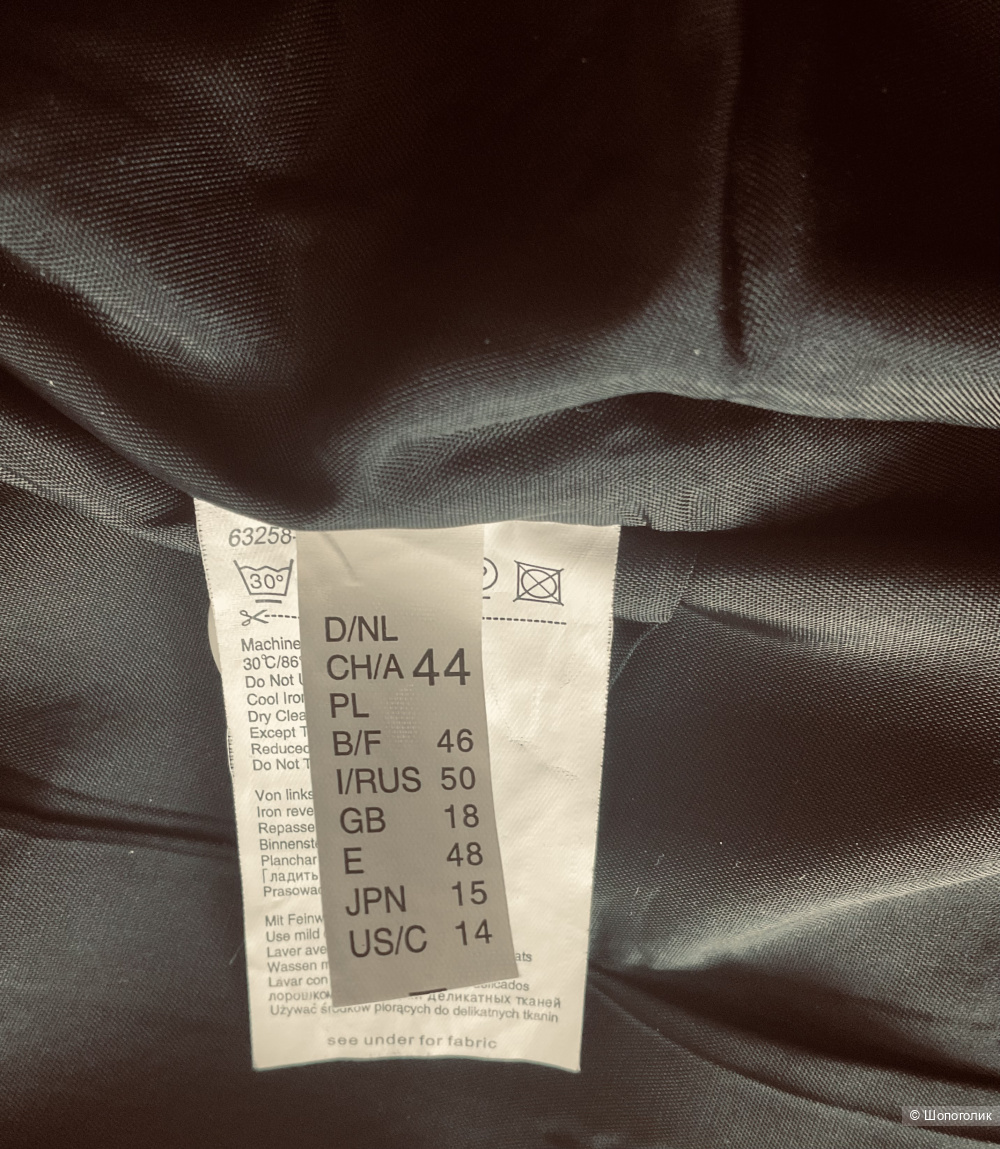 63258-
30°
D/NL
CH/A 44
PL
B/F 46
I/RUS 50
GB 18
E 48
JPN 15
US/C 14
Machine
30°C/86°
Do Not
Cool Iron
Dry Clea
Except T
Reduced
Do Not T
Von links
Iron reve
Repasse
Binnenst
Planchar
Гладить
Prasowa
Mit Feinw
Use mild
Laver ave
Wassen m
Lavar con
порошком деликатных тканей
Używać środków piorących do delikatnych tkanin
see under for fabric
© Шопоголик